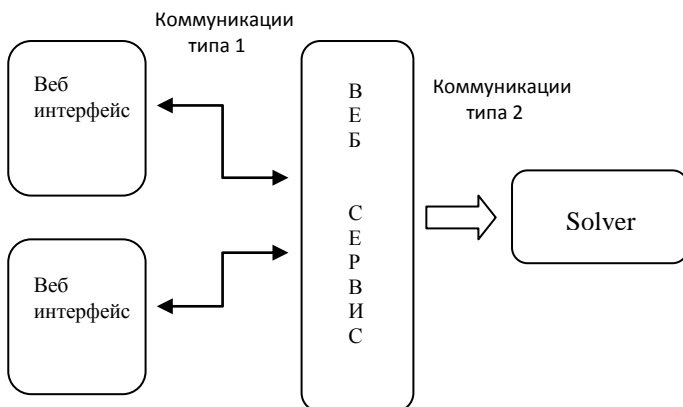 Коммуникации
типа 1
Веб
интерфейс
В
Е
Б
С
Е
Р
В
И
С
Коммуникации
типа 2
Solver
Веб
интерфейс